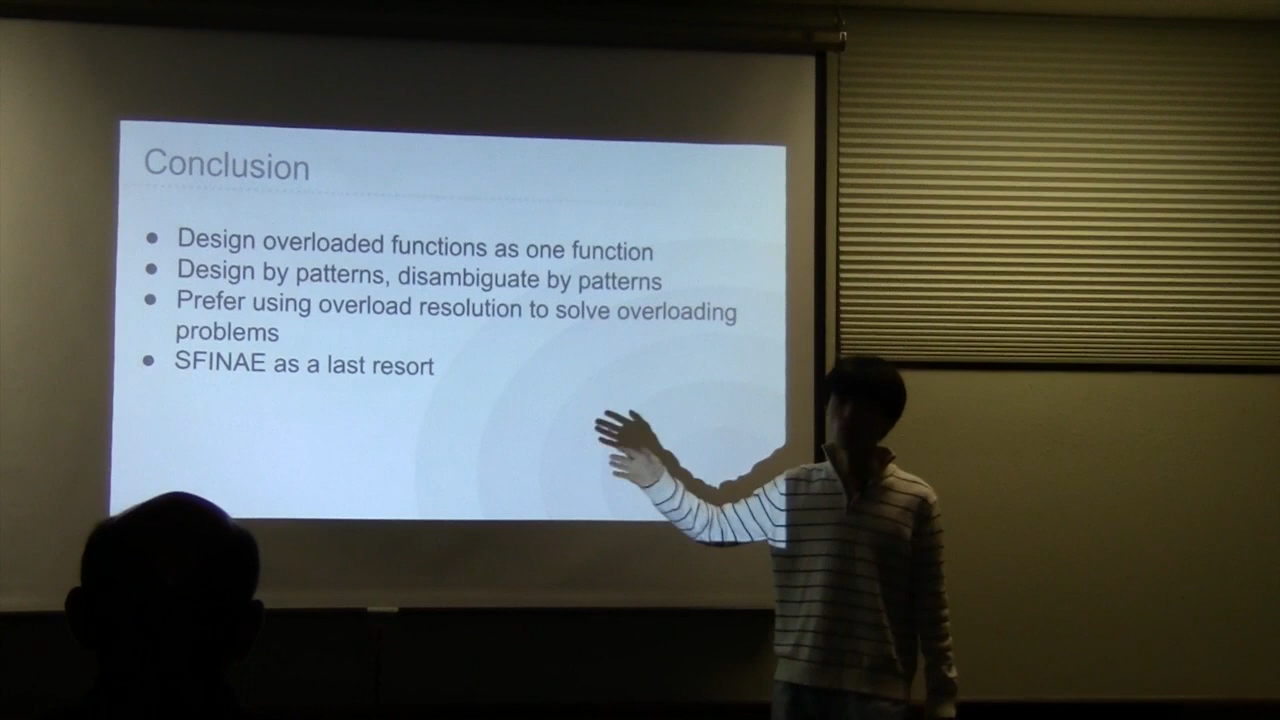 Conclusion
● Design overloaded functions as one function
● Design by patterns, disambiguate by patterns
● Prefer using overload resolution to solve overloading
problems
● SFINAE as a last resort